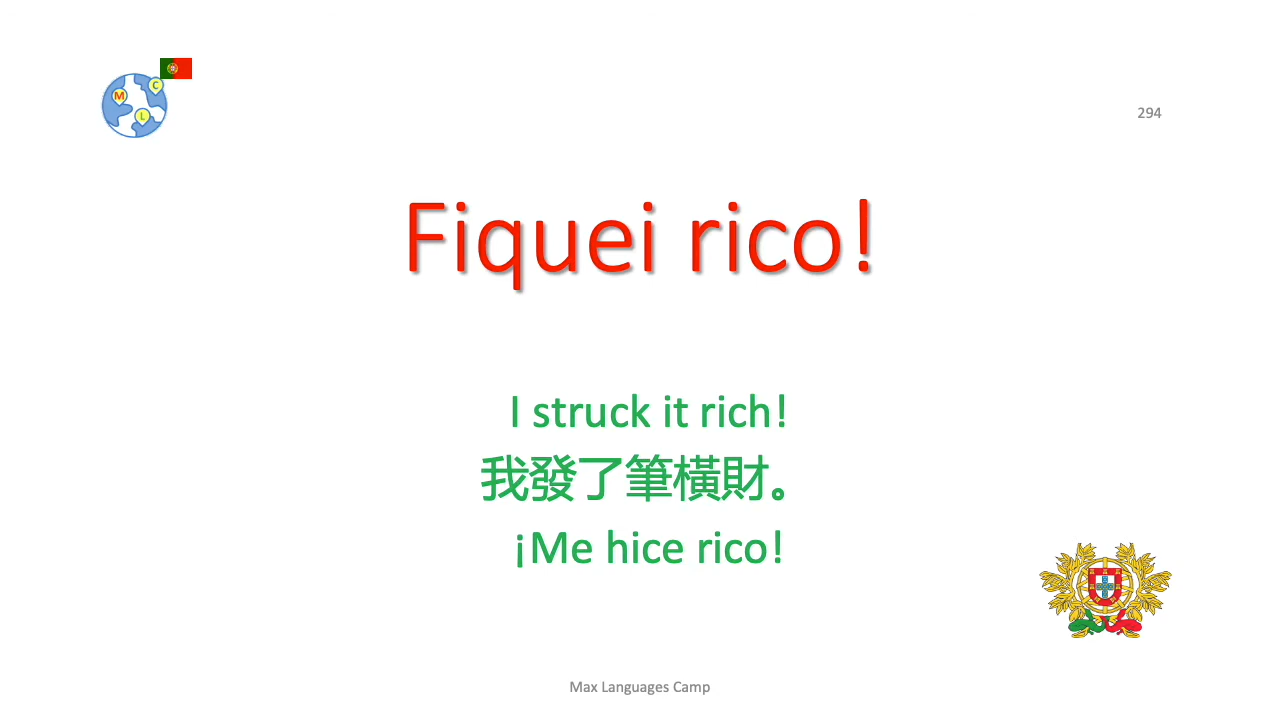 M C L
294
Fiquei rico!
I struck it rich!
我發了筆橫財。
¡Me hice rico!
Max Languages Camp